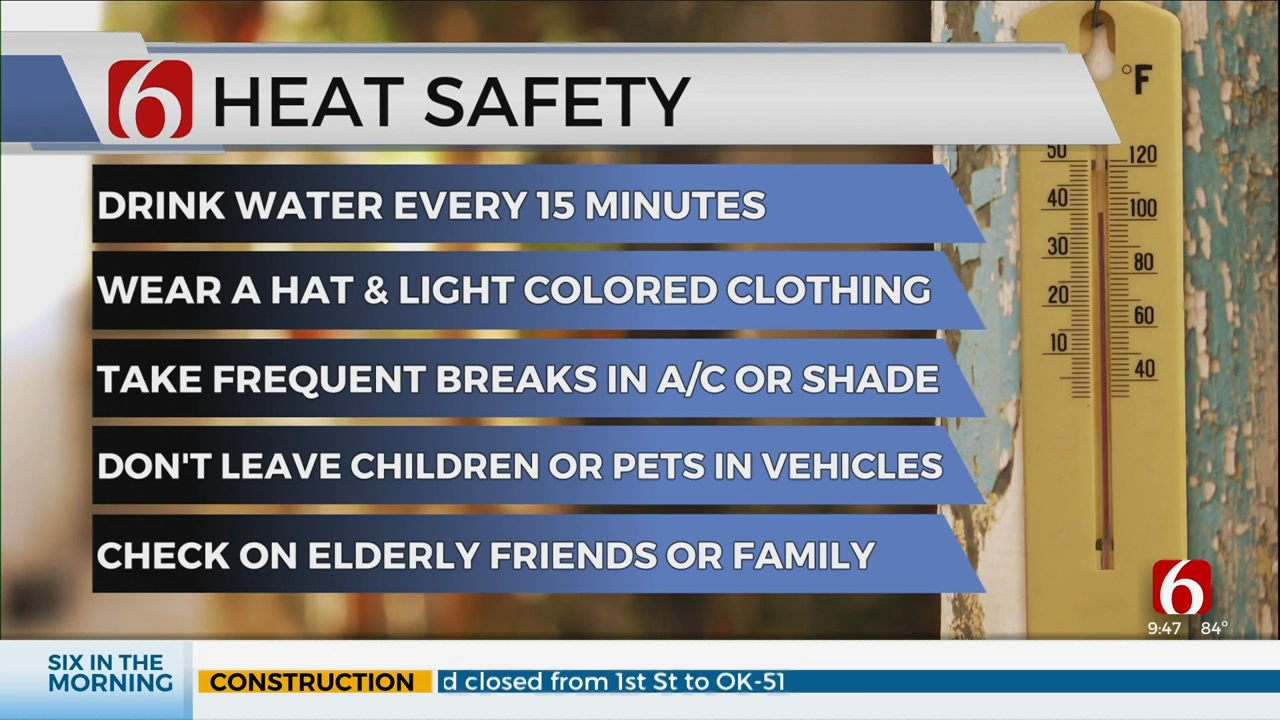 6 HEAT SAFETY
DRINK WATER EVERY 15 MINUTES
WEAR A HAT & LIGHT COLORED CLOTHING
TAKE FREQUENT BREAKS IN A/C OR SHADE
DON'T LEAVE CHILDREN OR PETS IN VEHICLES
CHECK ON ELDERLY FRIENDS OR FAMILY
°F
50 120
40 100
30 80
20 60
10 40
6
9:47 84°
SIX IN THE
MORNING
CONSTRUCTION d closed from 1st St to OK-51